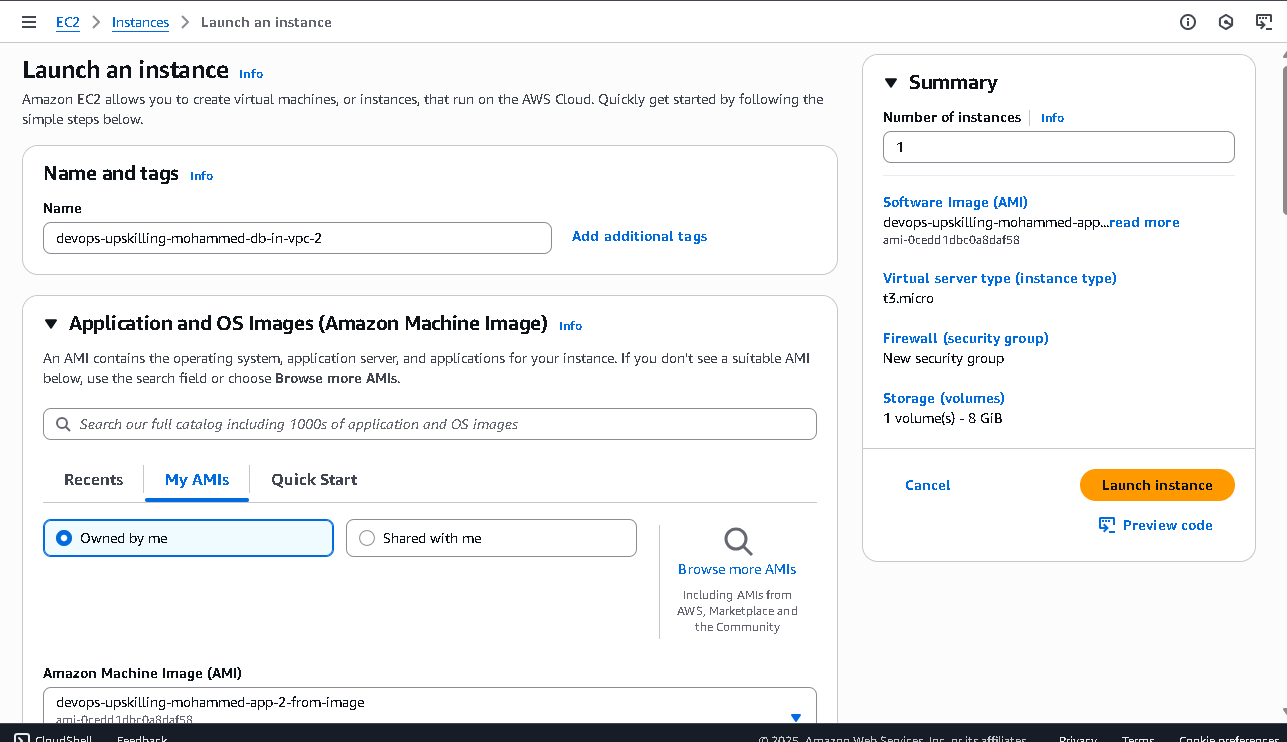 EC2 > Instances > Launch an instance
Launch an instance Info
Amazon EC2 allows you to create virtual machines, or instances, that run on the AWS Cloud. Quickly get started by following the
simple steps below.
Name and tags Info
Name
devops-upskilling-mohammed-db-in-vpc-2
Add additional tags
Application and OS Images (Amazon Machine Image) Info
An AMI contains the operating system, application server, and applications for your instance. If you don't see a suitable AMI
below, use the search field or choose Browse more AMIs.
Search our full catalog including 1000s of application and OS images
Recents My AMIs Quick Start
Owned by me Shared with me
Browse more AMIs
Including AMIs from
AWS, Marketplace and
the Community
Amazon Machine Image (AMI)
devops-upskilling-mohammed-app-2-from-image
ami-0cedd1dbc0a8daf58
Summary
Number of instances Info
1
Software Image (AMI)
devops-upskilling-mohammed-app...read more
ami-0cedd1dbc0a8daf58
Virtual server type (instance type)
t3.micro
Firewall (security group)
New security group
Storage (volumes)
1 volume(s) - 8 GiB
Cancel Launch instance
Preview code
CloudShell Feedback © 2025, Amazon Web Services, Inc. or its affiliates. Privacy Terms Cookie preferences